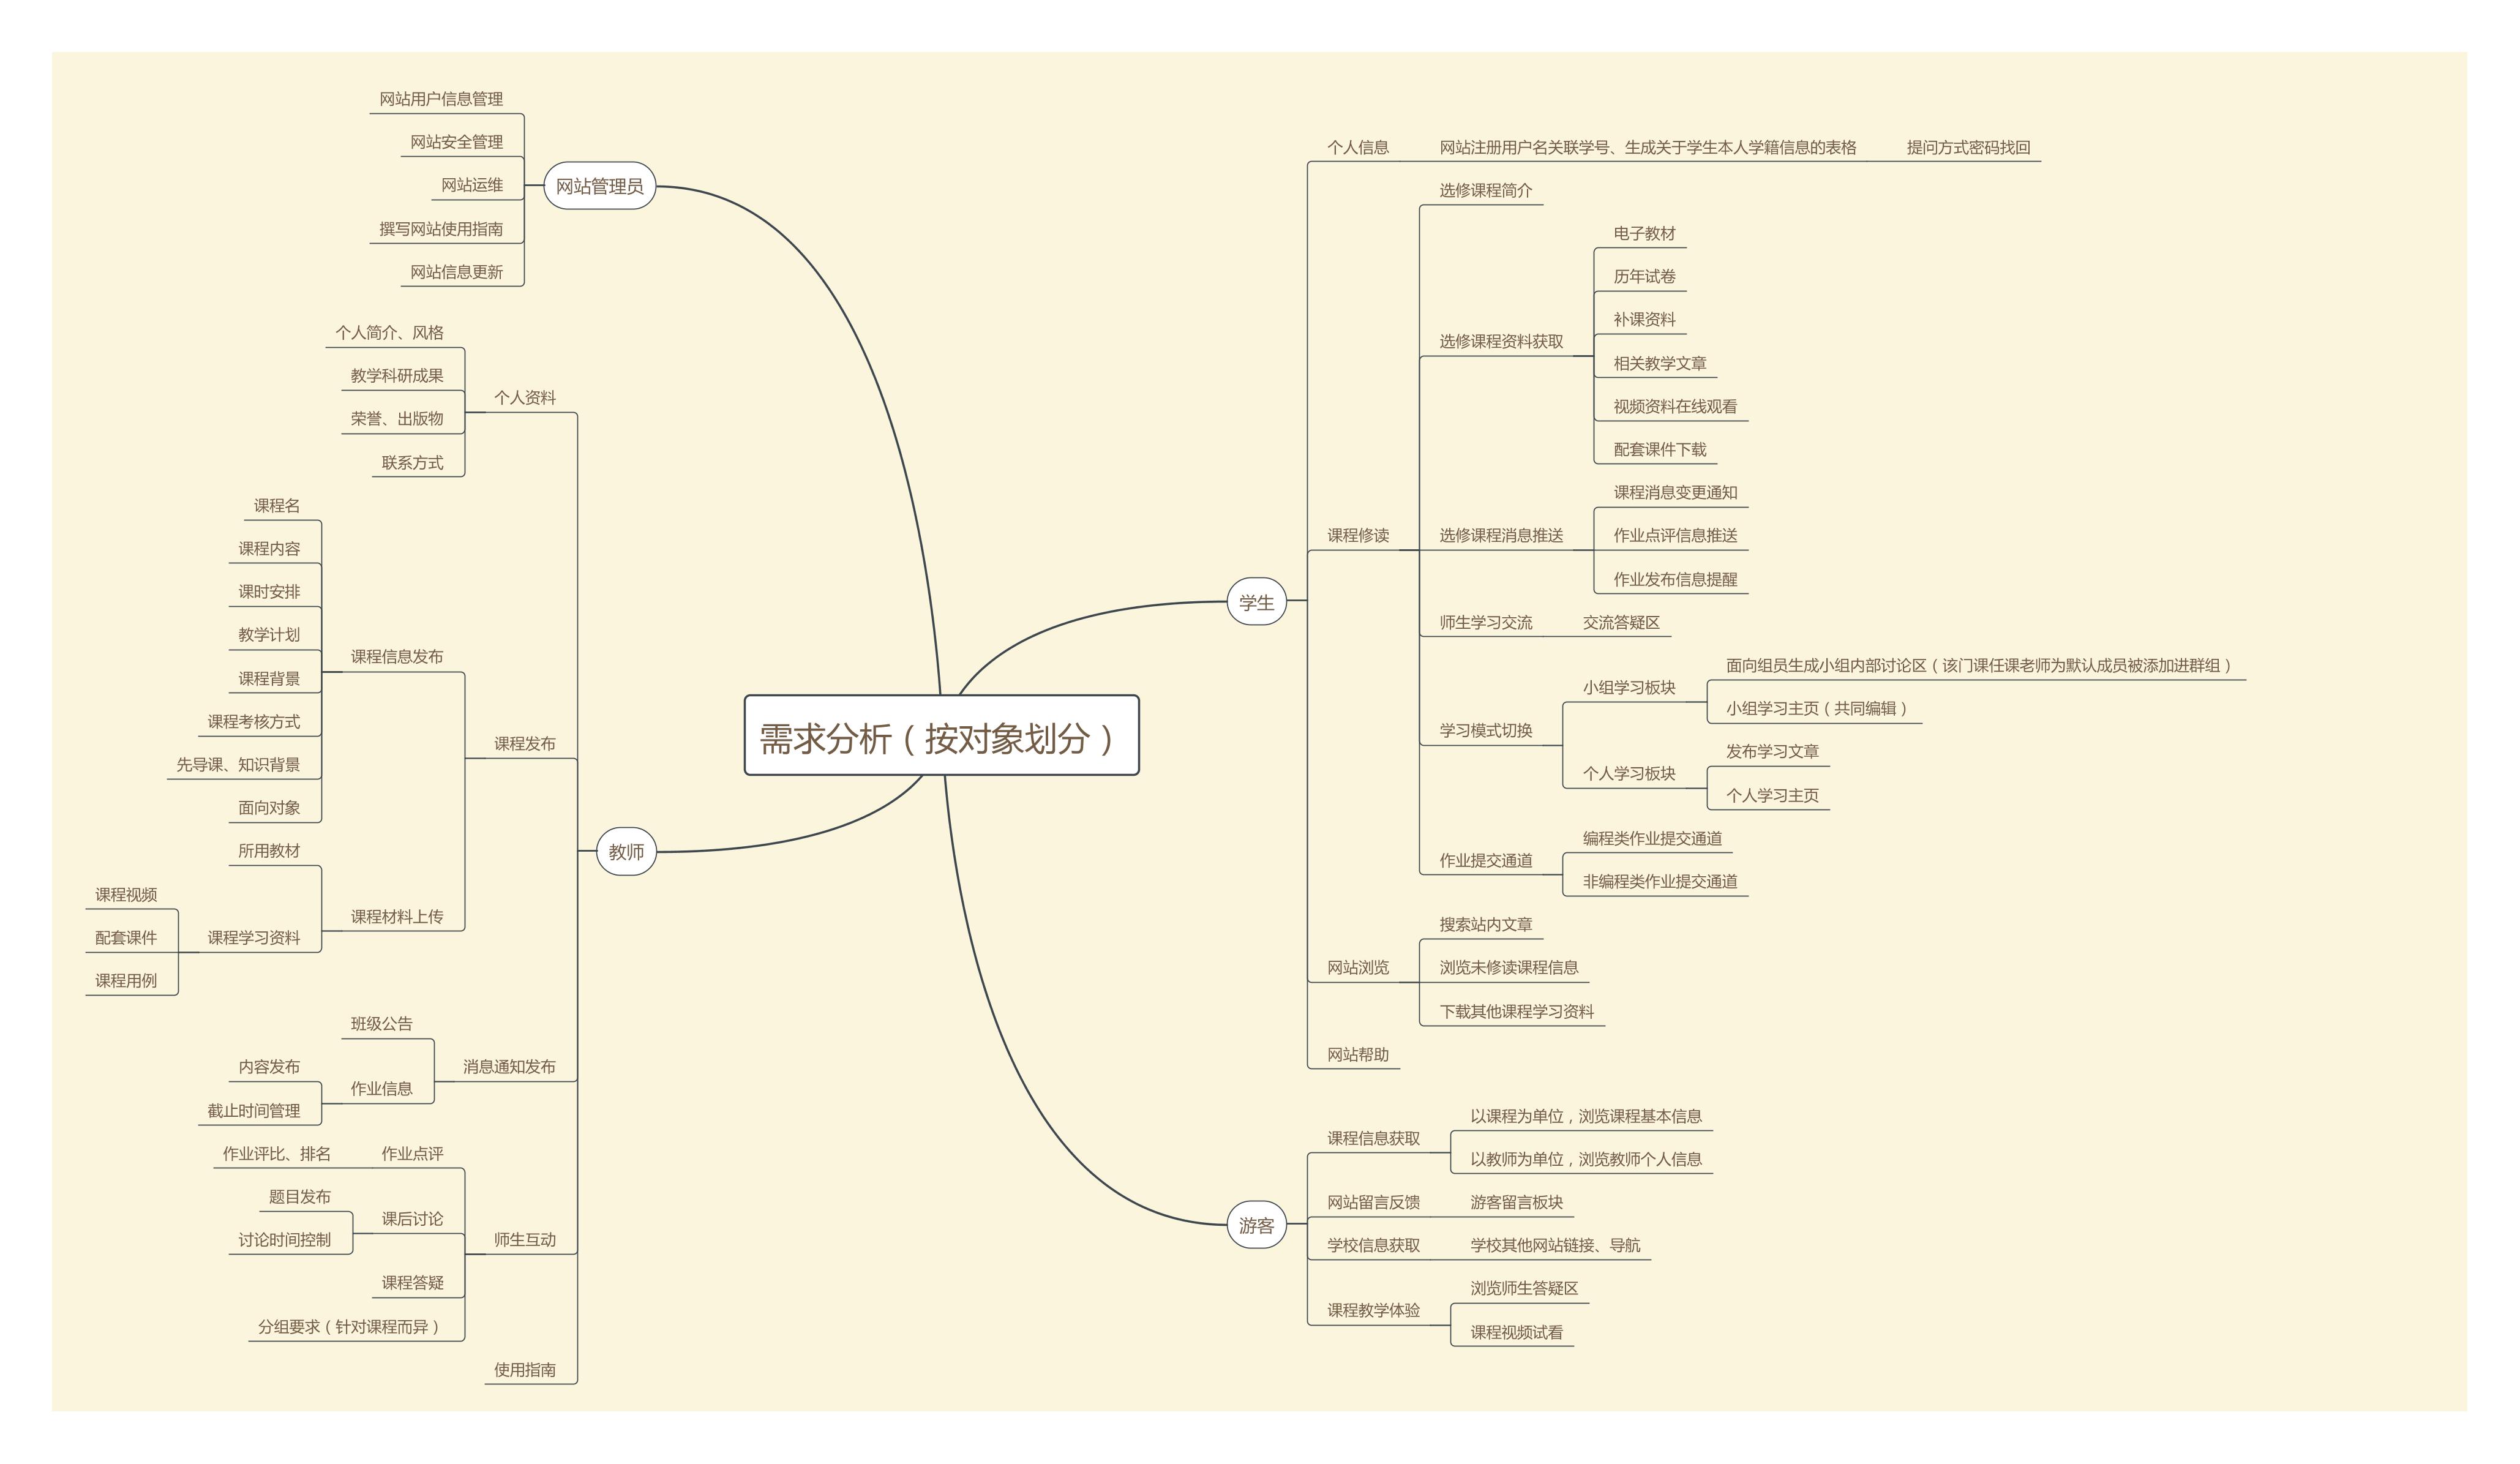 需求分析（按对象划分）
网站管理员
网站用户信息管理
网站安全管理
网站运维
撰写网站使用指南
网站信息更新
教师
个人资料
个人简介、风格
教学科研成果
荣誉、出版物
联系方式
课程发布
课程信息发布
课程名
课程内容
课时安排
教学计划
课程背景
课程考核方式
先导课、知识背景
面向对象
课程材料上传
所用教材
课程学习资料
课程视频
配套课件
课程用例
消息通知发布
班级公告
作业信息
内容发布
截止时间管理
师生互动
作业点评
作业评比、排名
课后讨论
题目发布
讨论时间控制
课程答疑
分组要求（针对课程而异）
使用指南
学生
个人信息
网站注册用户名关联学号、生成关于学生本人学籍信息的表格
提问方式密码找回
课程修读
选修课程简介
选修课程资料获取
电子教材
历年试卷
补课资料
相关教学文章
视频资料在线观看
配套课件下载
选修课程消息推送
课程消息变更通知
作业点评信息推送
作业发布信息提醒
师生学习交流
交流答疑区
学习模式切换
小组学习板块
面向组员生成小组内部讨论区（该门课任课老师为默认成员被添加进群组）
小组学习主页（共同编辑）
个人学习板块
发布学习文章
个人学习主页
作业提交通道
编程类作业提交通道
非编程类作业提交通道
网站浏览
搜索站内文章
浏览未修读课程信息
下载其他课程学习资料
网站帮助
游客
课程信息获取
以课程为单位，浏览课程基本信息
以教师为单位，浏览教师个人信息
网站留言反馈
游客留言板块
学校信息获取
学校其他网站链接、导航
课程教学体验
浏览师生答疑区
课程视频试看